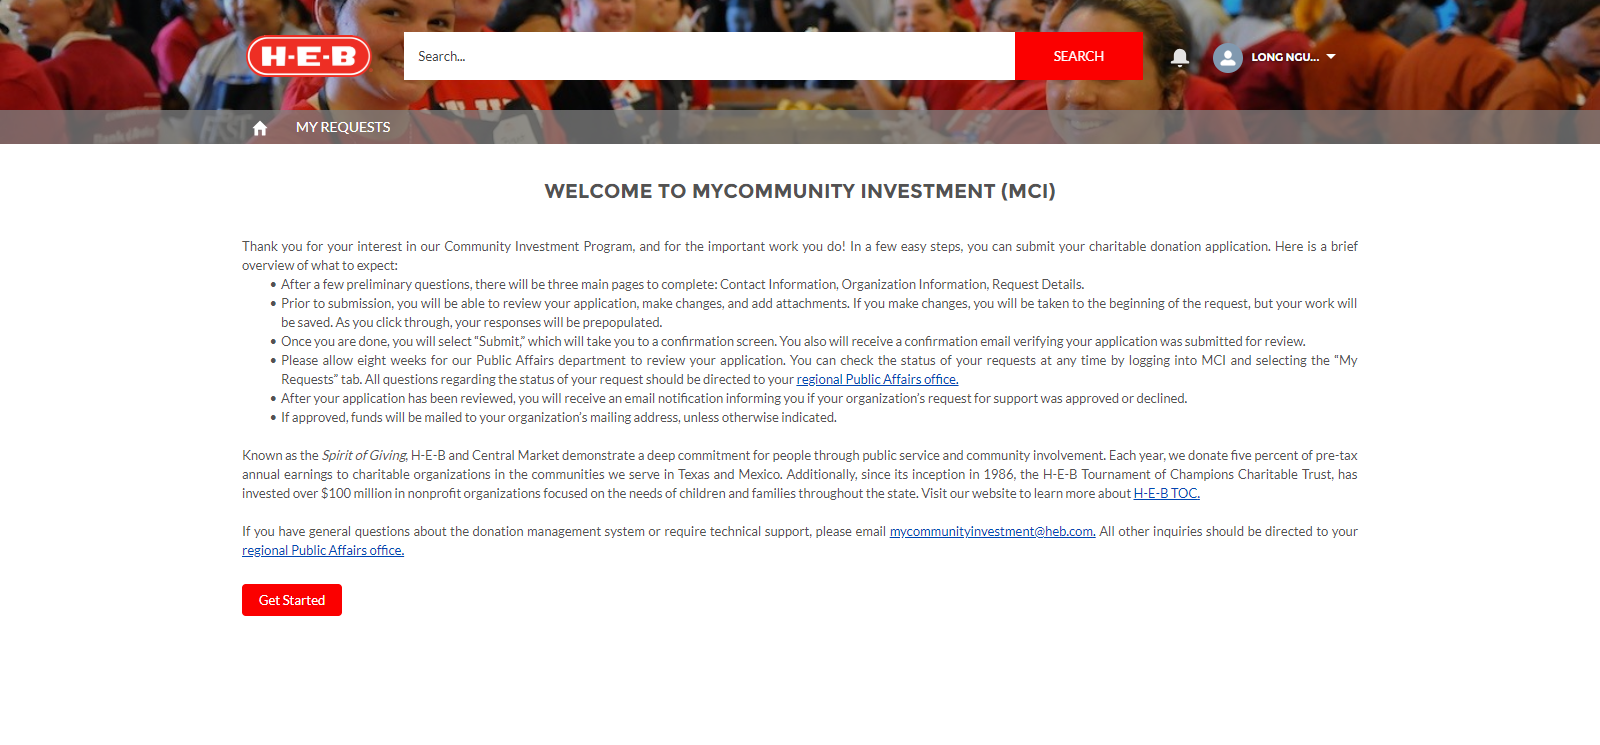 H-E-B
Search...
SEARCH
LONG NGU...
MY REQUESTS
WELCOME TO MYCOMMUNITY INVESTMENT (MCI)
Thank you for your interest in our Community Investment Program, and for the important work you do! In a few easy steps, you can submit your charitable donation application. Here is a brief
overview of what to expect:
• After a few preliminary questions, there will be three main pages to complete: Contact Information, Organization Information, Request Details.
• Prior to submission, you will be able to review your application, make changes, and add attachments. If you make changes, you will be taken to the beginning of the request, but your work will
be saved. As you click through, your responses will be prepopulated.
• Once you are done, you will select “Submit,” which will take you to a confirmation screen. You also will receive a confirmation email verifying your application was submitted for review.
• Please allow eight weeks for our Public Affairs department to review your application. You can check the status of your requests at any time by logging into MCI and selecting the “My
Requests” tab. All questions regarding the status of your request should be directed to your regional Public Affairs office.
• After your application has been reviewed, you will receive an email notification informing you if your organization’s request for support was approved or declined.
• If approved, funds will be mailed to your organization’s mailing address, unless otherwise indicated.
Known as the Spirit of Giving, H-E-B and Central Market demonstrate a deep commitment for people through public service and community involvement. Each year, we donate five percent of pre-tax
annual earnings to charitable organizations in the communities we serve in Texas and Mexico. Additionally, since its inception in 1986, the H-E-B Tournament of Champions Charitable Trust, has
invested over $100 million in nonprofit organizations focused on the needs of children and families throughout the state. Visit our website to learn more about H-E-B TOC.
If you have general questions about the donation management system or require technical support, please email mycommunityinvestment@heb.com. All other inquiries should be directed to your
regional Public Affairs office.
Get Started